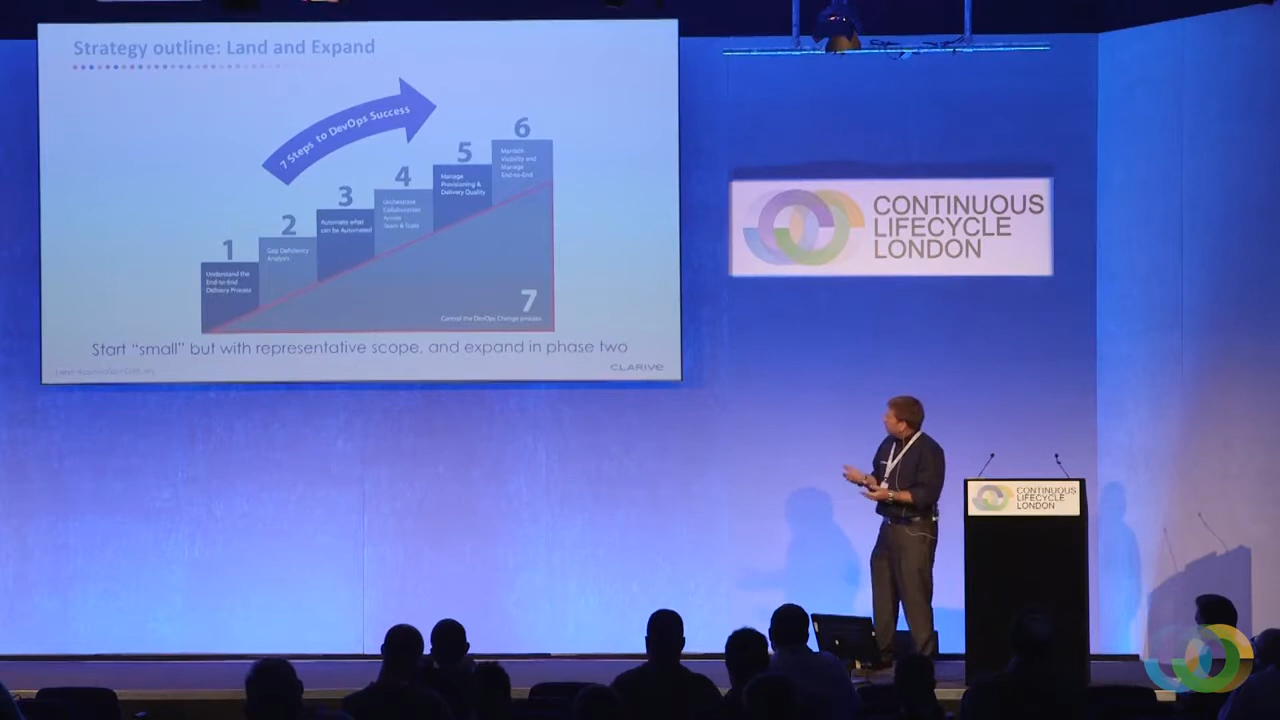 Strategy outline: Land and Expand
7 Steps to DevOps Success
1
Understand the
End-to-End
Delivery Process
2
Gap Deficiency
Analysis
3
Automate what
can be Automated
4
Orchestrate
Collaboration
Across
Team & Tools
5
Manage
Provisioning &
Delivery Quality
6
Maintain
Visibility and
Manage
End-to-End
7
Control the DevOps Change process
Start “small” but with representative scope, and expand in phase two
CLARIVE
CONTINUOUS
LIFECYCLE
LONDON
CONTINUOUS
LIFECYCLE
LONDON